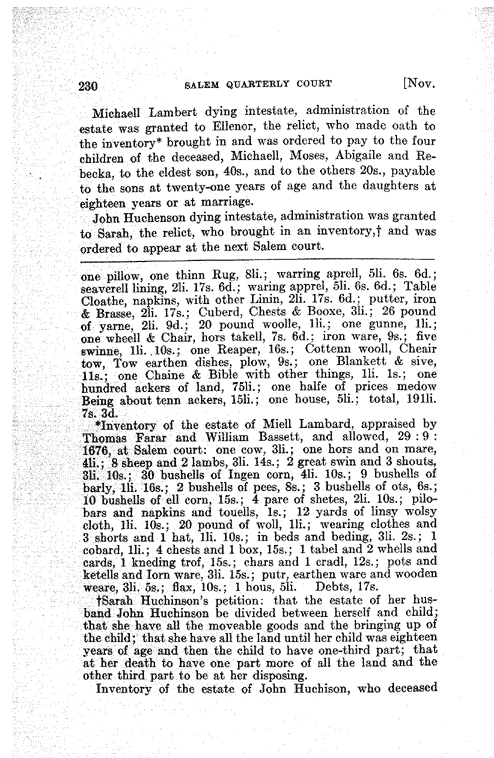 230 SALEM QUARTERLY COURT [Nov.
Michaell Lambert dying intestate, administration of the
estate was granted to Ellenor, the relict, who made oath to
the inventory* brought in and was ordered to pay to the four
children of the deceased, Michaell, Moses, Abigaile and Re-
becka, to the eldest son, 40s., and to the others 20s., payable
to the sons at twenty-one years of age and the daughters at
eighteen years or at marriage.
John Huchenson dying intestate, administration was granted
to Sarah, the relict, who brought in an inventory,† and was
ordered to appear at the next Salem court.
one pillow, one thinn Rug, 8li.; warring aprell, 5li. 6s. 6d.;
seaverell lining, 2li. 17s. 6d.; waring apprel, 5li. 6s. 6d.; Table
Cloathe, napkins, with other Linin, 2li. 17s. 6d.; putter, iron
& Brasse, 2li. 17s.; Cuberd, Chests & Booxe, 3li.; 26 pound
of yarne, 2li. 9d.; 20 pound woolle, 1li.; one gunne, 1li.;
one wheell & Chair, hors takell, 7s. 6d.; iron ware, 9s.; five
swinne, 1li. 10s.; one Reaper, 16s.; Cottenn wooll, Cheair
tow, Tow earthen dishes, plow, 9s.; one Blankett & sive,
11s.; one Chaine & Bible with other things, 1li. 1s.; one
hundred ackers of land, 75li.; one halfe of prices medow
Being about tenn ackers, 15li.; one house, 5li.; total, 191li.
7s. 3d.
*Inventory of the estate of Miell Lambard, appraised by
Thomas Farar and William Bassett, and allowed, 29 : 9 :
1676, at Salem court: one cow, 3li.; one hors and on mare,
4li.; 8 sheep and 2 lambs, 3li. 14s.; 2 great swin and 3 shouts,
3li. 10s.; 30 bushells of Ingen corn, 4li. 10s.; 9 bushells of
barly, 1li. 16s.; 2 bushells of pees, 8s.; 3 bushells of ots, 6s.;
10 bushells of ell corn, 15s.; 4 pare of shetes, 2li. 10s.; pilo-
bars and napkins and touells, 1s.; 12 yards of linsy wolsy
cloth, 1li. 10s.; 20 pound of woll, 1li.; wearing clothes and
3 shorts and 1 hat, 1li. 10s.; in beds and beding, 3li. 2s.; 1
cobard, 1li.; 4 chests and 1 box, 15s.; 1 tabel and 2 whells and
cards, 1 kneding trof, 15s.; chars and 1 cradl, 12s.; pots and
ketells and Iorn ware, 3li. 15s.; putr, earthen ware and wooden
weare, 3li. 5s.; flax, 10s.; 1 hous, 5li. Debts, 17s.
†Sarah Huchinson's petition: that the estate of her hus-
band John Huchinson be divided between herself and child;
that she have all the moveable goods and the bringing up of
the child; that she have all the land until her child was eighteen
years of age and then the child to have one-third part; that
at her death to have one part more of all the land and the
other third part to be at her disposing.
Inventory of the estate of John Huchison, who deceased